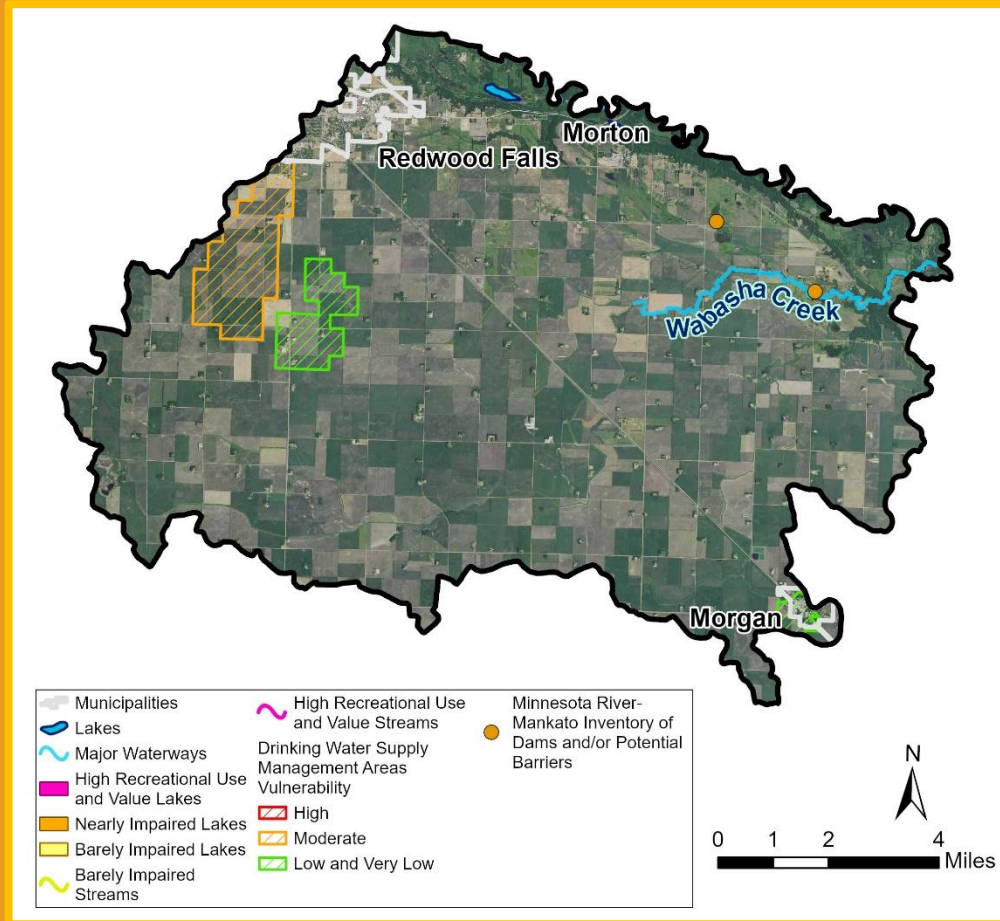 Morton
Redwood Falls
Wabasha Creek
Morgan
Municipalities
Lakes
Major Waterways
High Recreational Use
and Value Lakes
Nearly Impaired Lakes
Barely Impaired Lakes
Barely Impaired
Streams
High Recreational Use
and Value Streams
Drinking Water Supply
Management Areas
Vulnerability
High
Moderate
Low and Very Low
Minnesota River-
Mankato Inventory of
Dams and/or Potential
Barriers
N
0 1 2 4
Miles